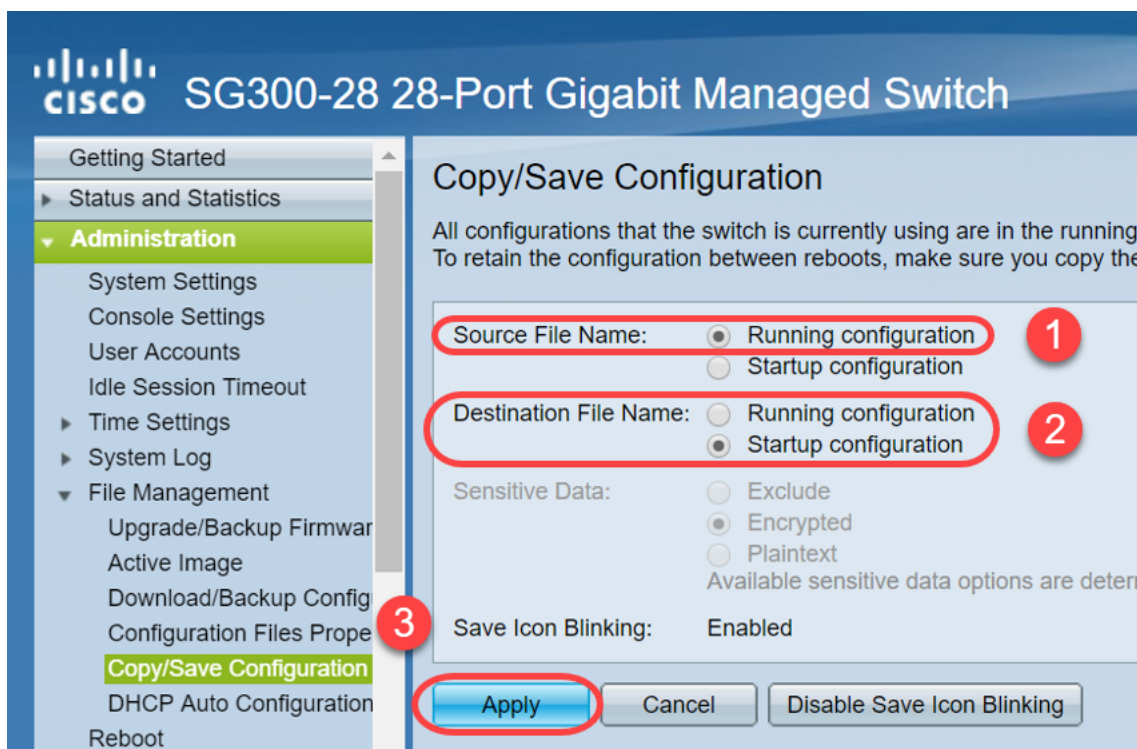 CISCO SG300-28 28-Port Gigabit Managed Switch
Getting Started
Status and Statistics
Administration
System Settings
Console Settings
User Accounts
Idle Session Timeout
Time Settings
System Log
File Management
Upgrade/Backup Firmwar
Active Image
Download/Backup Config
Configuration Files Prope
Copy/Save Configuration
DHCP Auto Configuration
Reboot
Copy/Save Configuration
All configurations that the switch is currently using are in the running
To retain the configuration between reboots, make sure you copy the
Source File Name: Running configuration 1
Startup configuration
Destination File Name: Running configuration 2
Startup configuration
Sensitive Data: Exclude
Encrypted
Plaintext
Available sensitive data options are deter
3 Save Icon Blinking: Enabled
Apply Cancel Disable Save Icon Blinking